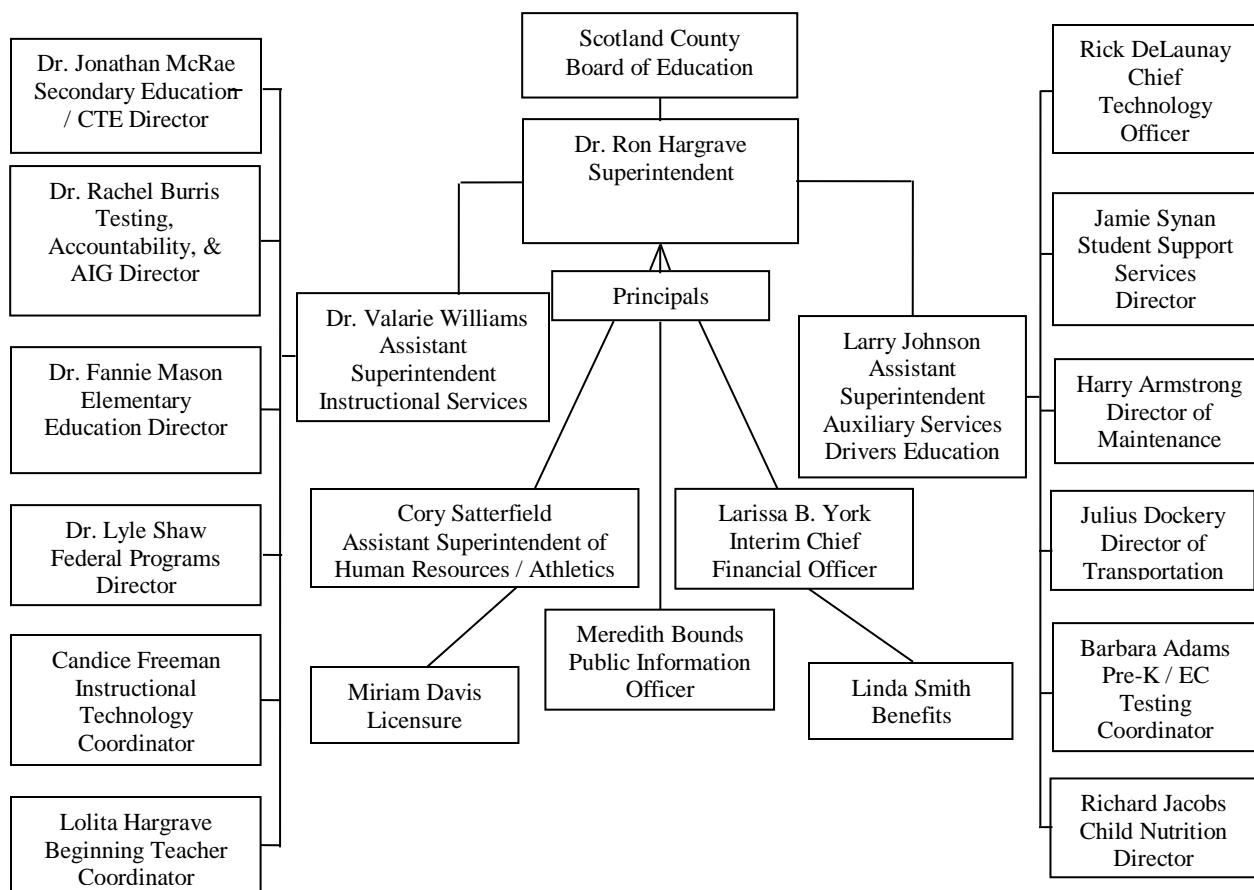 Scotland County
Board of Education
Dr. Ron Hargrave
Superintendent
Principals
Dr. Jonathan McRae
Secondary Education
/ CTE Director
Dr. Rachel Burris
Testing,
Accountability, &
AIG Director
Dr. Fannie Mason
Elementary
Education Director
Dr. Lyle Shaw
Federal Programs
Director
Candice Freeman
Instructional
Technology
Coordinator
Lolita Hargrave
Beginning Teacher
Coordinator
Dr. Valarie Williams
Assistant
Superintendent
Instructional Services
Cory Satterfield
Assistant Superintendent of
Human Resources / Athletics
Miriam Davis
Licensure
Meredith Bounds
Public Information
Officer
Larissa B. York
Interim Chief
Financial Officer
Linda Smith
Benefits
Larry Johnson
Assistant
Superintendent
Auxiliary Services
Drivers Education
Rick DeLaunay
Chief
Technology
Officer
Jamie Synan
Student Support
Services
Director
Harry Armstrong
Director of
Maintenance
Julius Dockery
Director of
Transportation
Barbara Adams
Pre-K / EC
Testing
Coordinator
Richard Jacobs
Child Nutrition
Director